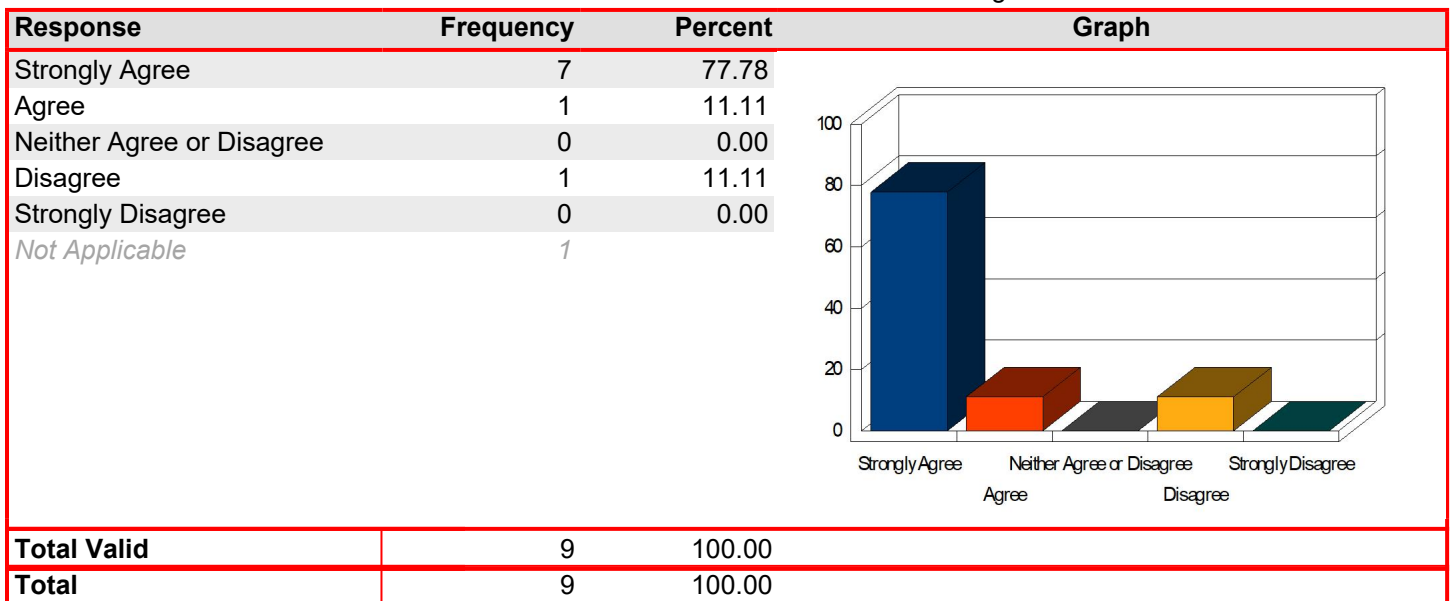 Response Frequency Percent Graph
Strongly Agree 7 77.78
Agree 1 11.11
Neither Agree or Disagree 0 0.00
Disagree 1 11.11
Strongly Disagree 0 0.00
Not Applicable 1
100
80
60
40
20
0
Strongly Agree Neither Agree or Disagree Strongly Disagree
Agree Disagree
Total Valid 9 100.00
Total 9 100.00